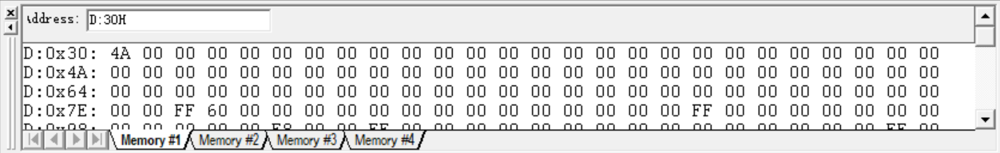 Address: D:30H
D:0x30: 4A 00 00 00 00 00 00 00 00 00 00 00 00 00 00 00 00 00 00 00 00 00 00 00 00 00
D:0x4A: 00 00 00 00 00 00 00 00 00 00 00 00 00 00 00 00 00 00 00 00 00 00 00 00 00 00
D:0x64: 00 00 00 00 00 00 00 00 00 00 00 00 00 00 00 00 00 00 00 00 00 00 00 00 00 00
D:0x7E: 00 00 FF 60 00 00 00 00 00 00 00 00 00 00 00 00 00 00 FF 00 00 00 00 00 00 00
Memory #1 Memory #2 Memory #3 Memory #4